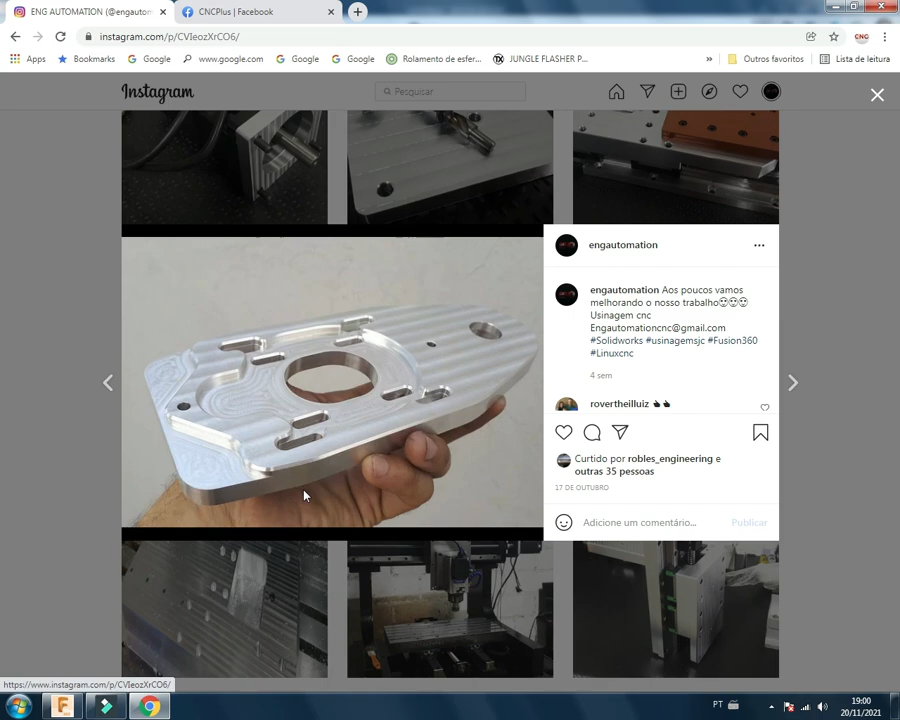 ENG AUTOMATION (@engautom
CNCPlus | Facebook
instagram.com/p/CVIeozXrCO6/
Apps
Bookmarks
Google
www.google.com
Google
Google
Rolamento de esfer...
JUNGLE FLASHER P...
»
Outros favoritos
Lista de leitura
Instagram
Pesquisar
engautomation
engautomation Aos poucos vamos
melhorando o nosso trabalho
Usinagem cnc
Engautomationcnc@gmail.com
#Solidworks #usinagemsjc #Fusion360
#Linuxcnc
4 sem
rovertheilluiz
Curtido por robles_engineering e
outras 35 pessoas
17 DE OUTUBRO
Adicione um comentário...
Publicar
https://www.instagram.com/p/CVIeozXrCO6/
PT
19:00
20/11/2021